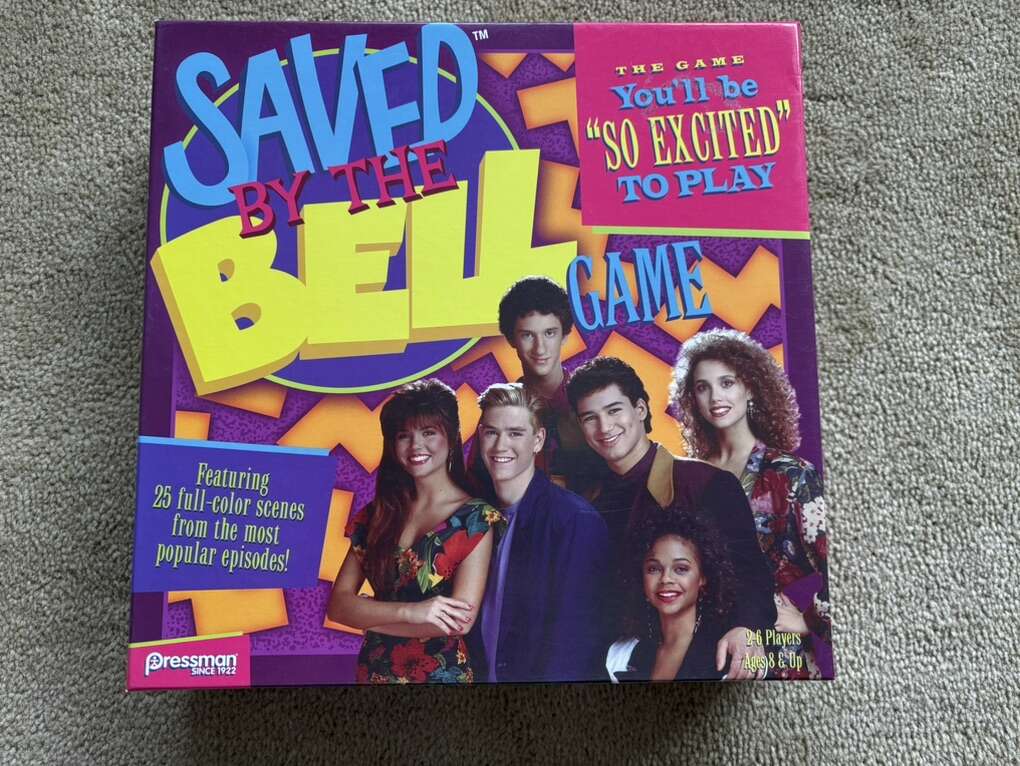 SAVED™
BY THE
BELL
GAME
THE GAME
You'll be
"SO EXCITED"
TO PLAY
Featuring
25 full-color scenes
from the most
popular episodes!
Pressman®
SINCE 1922
2-6 Players
Ages 8 & Up